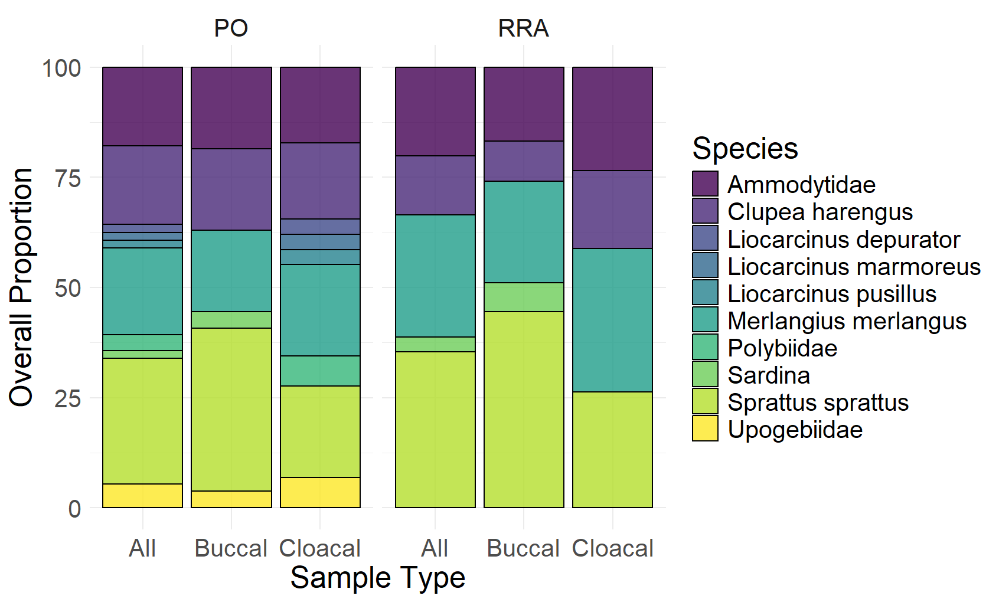 PO
RRA
Overall Proportion
100
75
50
25
0
All
Buccal
Cloacal
All
Buccal
Cloacal
Sample Type
Species
Ammodytidae
Clupea harengus
Liocarcinus depurator
Liocarcinus marmoreus
Liocarcinus pusillus
Merlangius merlangus
Polybiidae
Sardina
Sprattus sprattus
Upogebiidae